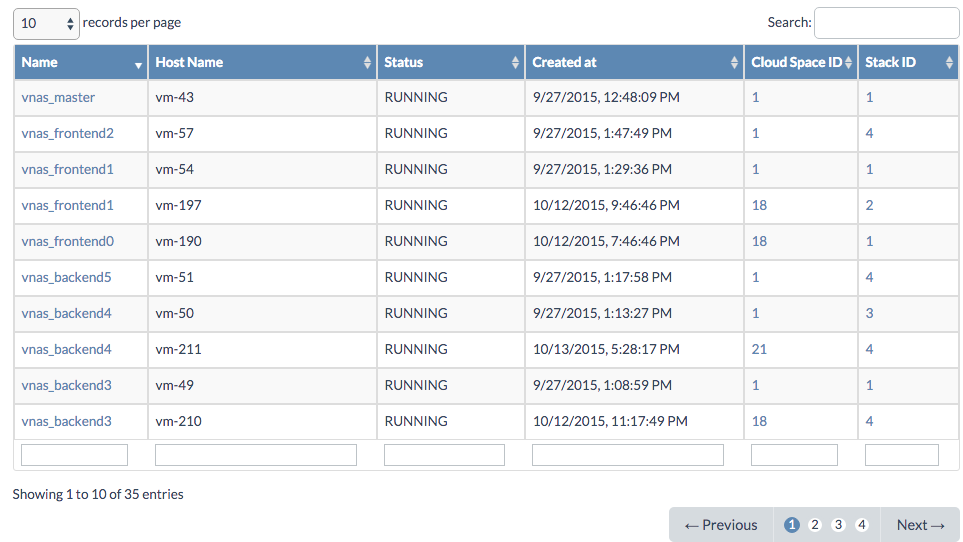 10 records per page Search:
Name Host Name Status Created at Cloud Space ID Stack ID
vnas_master vm-43 RUNNING 9/27/2015, 12:48:09 PM 1 1
vnas_frontend2 vm-57 RUNNING 9/27/2015, 1:47:49 PM 1 4
vnas_frontend1 vm-54 RUNNING 9/27/2015, 1:29:36 PM 1 1
vnas_frontend1 vm-197 RUNNING 10/12/2015, 9:46:46 PM 18 2
vnas_frontend0 vm-190 RUNNING 10/12/2015, 7:46:46 PM 18 1
vnas_backend5 vm-51 RUNNING 9/27/2015, 1:17:58 PM 1 4
vnas_backend4 vm-50 RUNNING 9/27/2015, 1:13:27 PM 1 3
vnas_backend4 vm-211 RUNNING 10/13/2015, 5:28:17 PM 21 4
vnas_backend3 vm-49 RUNNING 9/27/2015, 1:08:59 PM 1 1
vnas_backend3 vm-210 RUNNING 10/12/2015, 11:17:49 PM 18 4
Showing 1 to 10 of 35 entries
← Previous 1 2 3 4 Next →